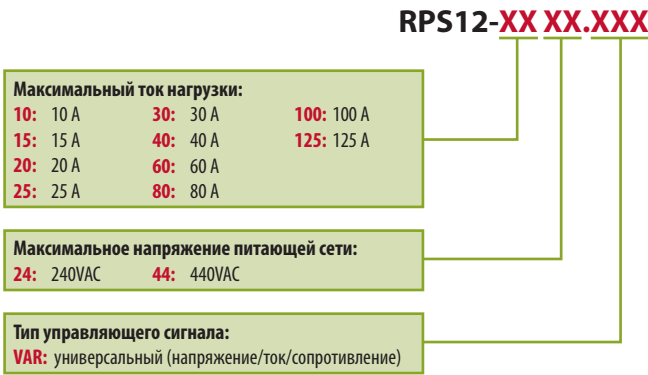 RPS12-XX XX.XXX
Максимальный ток нагрузки:
10: 10 А 30: 30 А 100: 100 А
15: 15 А 40: 40 А 125: 125 А
20: 20 А 60: 60 А
25: 25 А 80: 80 А
Максимальное напряжение питающей сети:
24: 240VAC 44: 440VAC
Тип управляющего сигнала:
VAR: универсальный (напряжение/ток/сопротивление)